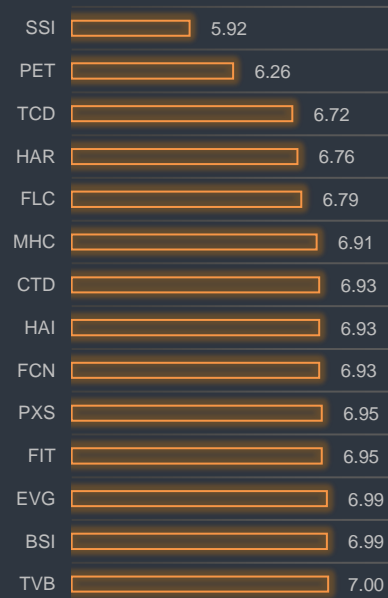 SSI 5.92
PET 6.26
TCD 6.72
HAR 6.76
FLC 6.79
MHC 6.91
CTD 6.93
HAI 6.93
FCN 6.93
PXS 6.95
FIT 6.95
EVG 6.99
BSI 6.99
TVB 7.00